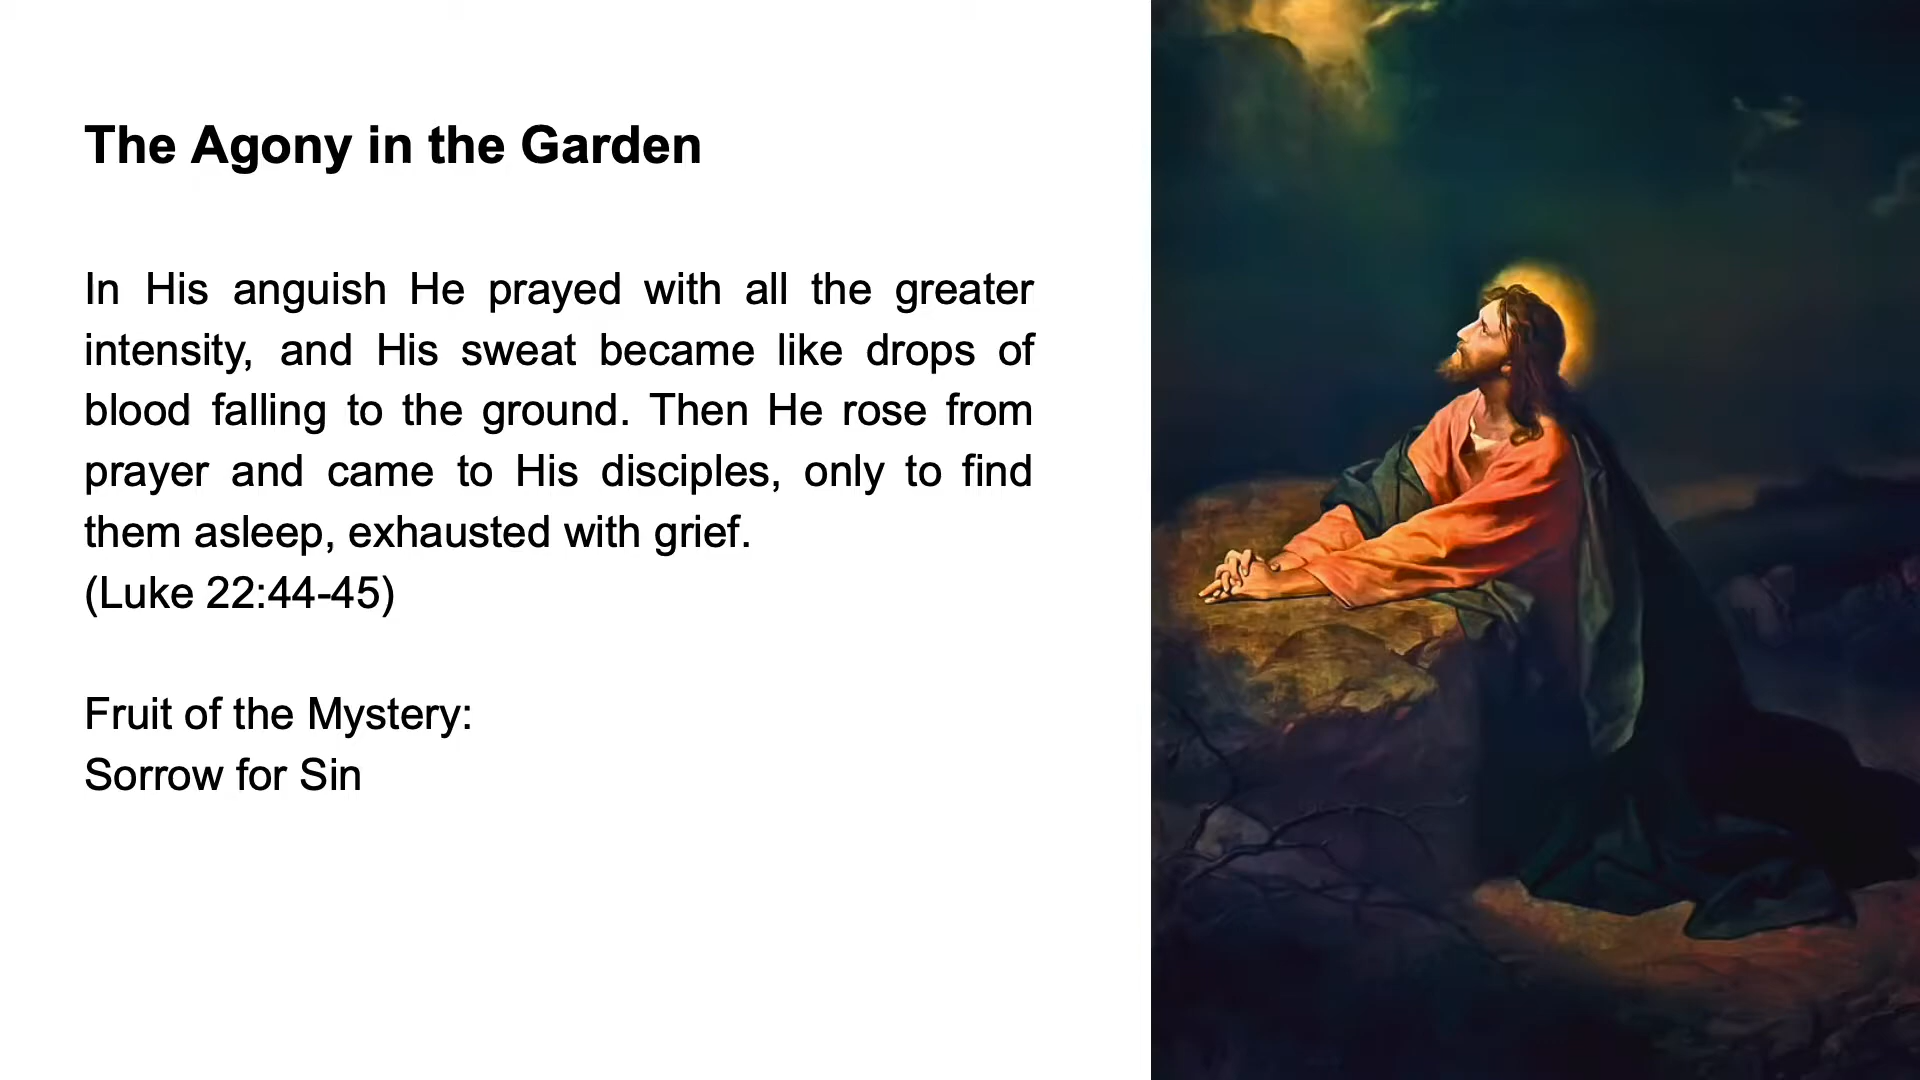 The Agony in the Garden
In His anguish He prayed with all the greater
intensity, and His sweat became like drops of
blood falling to the ground. Then He rose from
prayer and came to His disciples, only to find
them asleep, exhausted with grief.
(Luke 22:44-45)
Fruit of the Mystery:
Sorrow for Sin